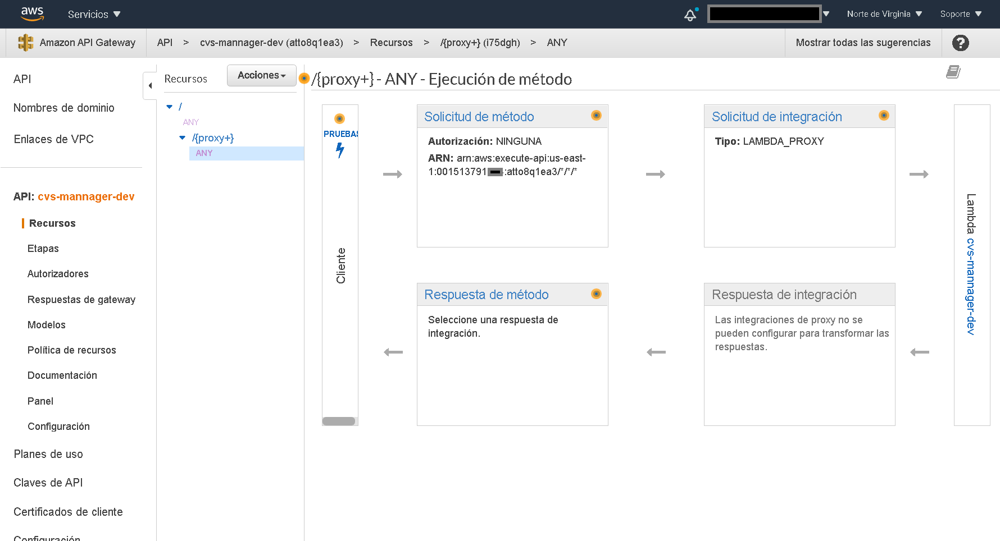 aws
Servicios
Norte de Virginia
Soporte
Amazon API Gateway
API > cvs-mannager-dev (atto8q1ea3) > Recursos > /{proxy+} (i75dgh) > ANY
Mostrar todas las sugerencias
?
API
Nombres de dominio
Enlaces de VPC
API: cvs-mannager-dev
Recursos
Etapas
Autorizadores
Respuestas de gateway
Modelos
Política de recursos
Documentación
Panel
Configuración
Planes de uso
Claves de API
Certificados de cliente
Configuración
Recursos
Acciones
/
ANY
/{proxy+}
ANY
/{proxy+} - ANY - Ejecución de método
PRUEBAS
Cliente
Solicitud de método
Autorización: NINGUNA
ARN: arn:aws:execute-api:us-east-
1:001513791 :atto8q1ea3/*/*/*
Solicitud de integración
Tipo: LAMBDA_PROXY
Respuesta de método
Seleccione una respuesta de
integración.
Respuesta de integración
Las integraciones de proxy no se
pueden configurar para transformar las
respuestas.
Lambda cvs-mannager-dev